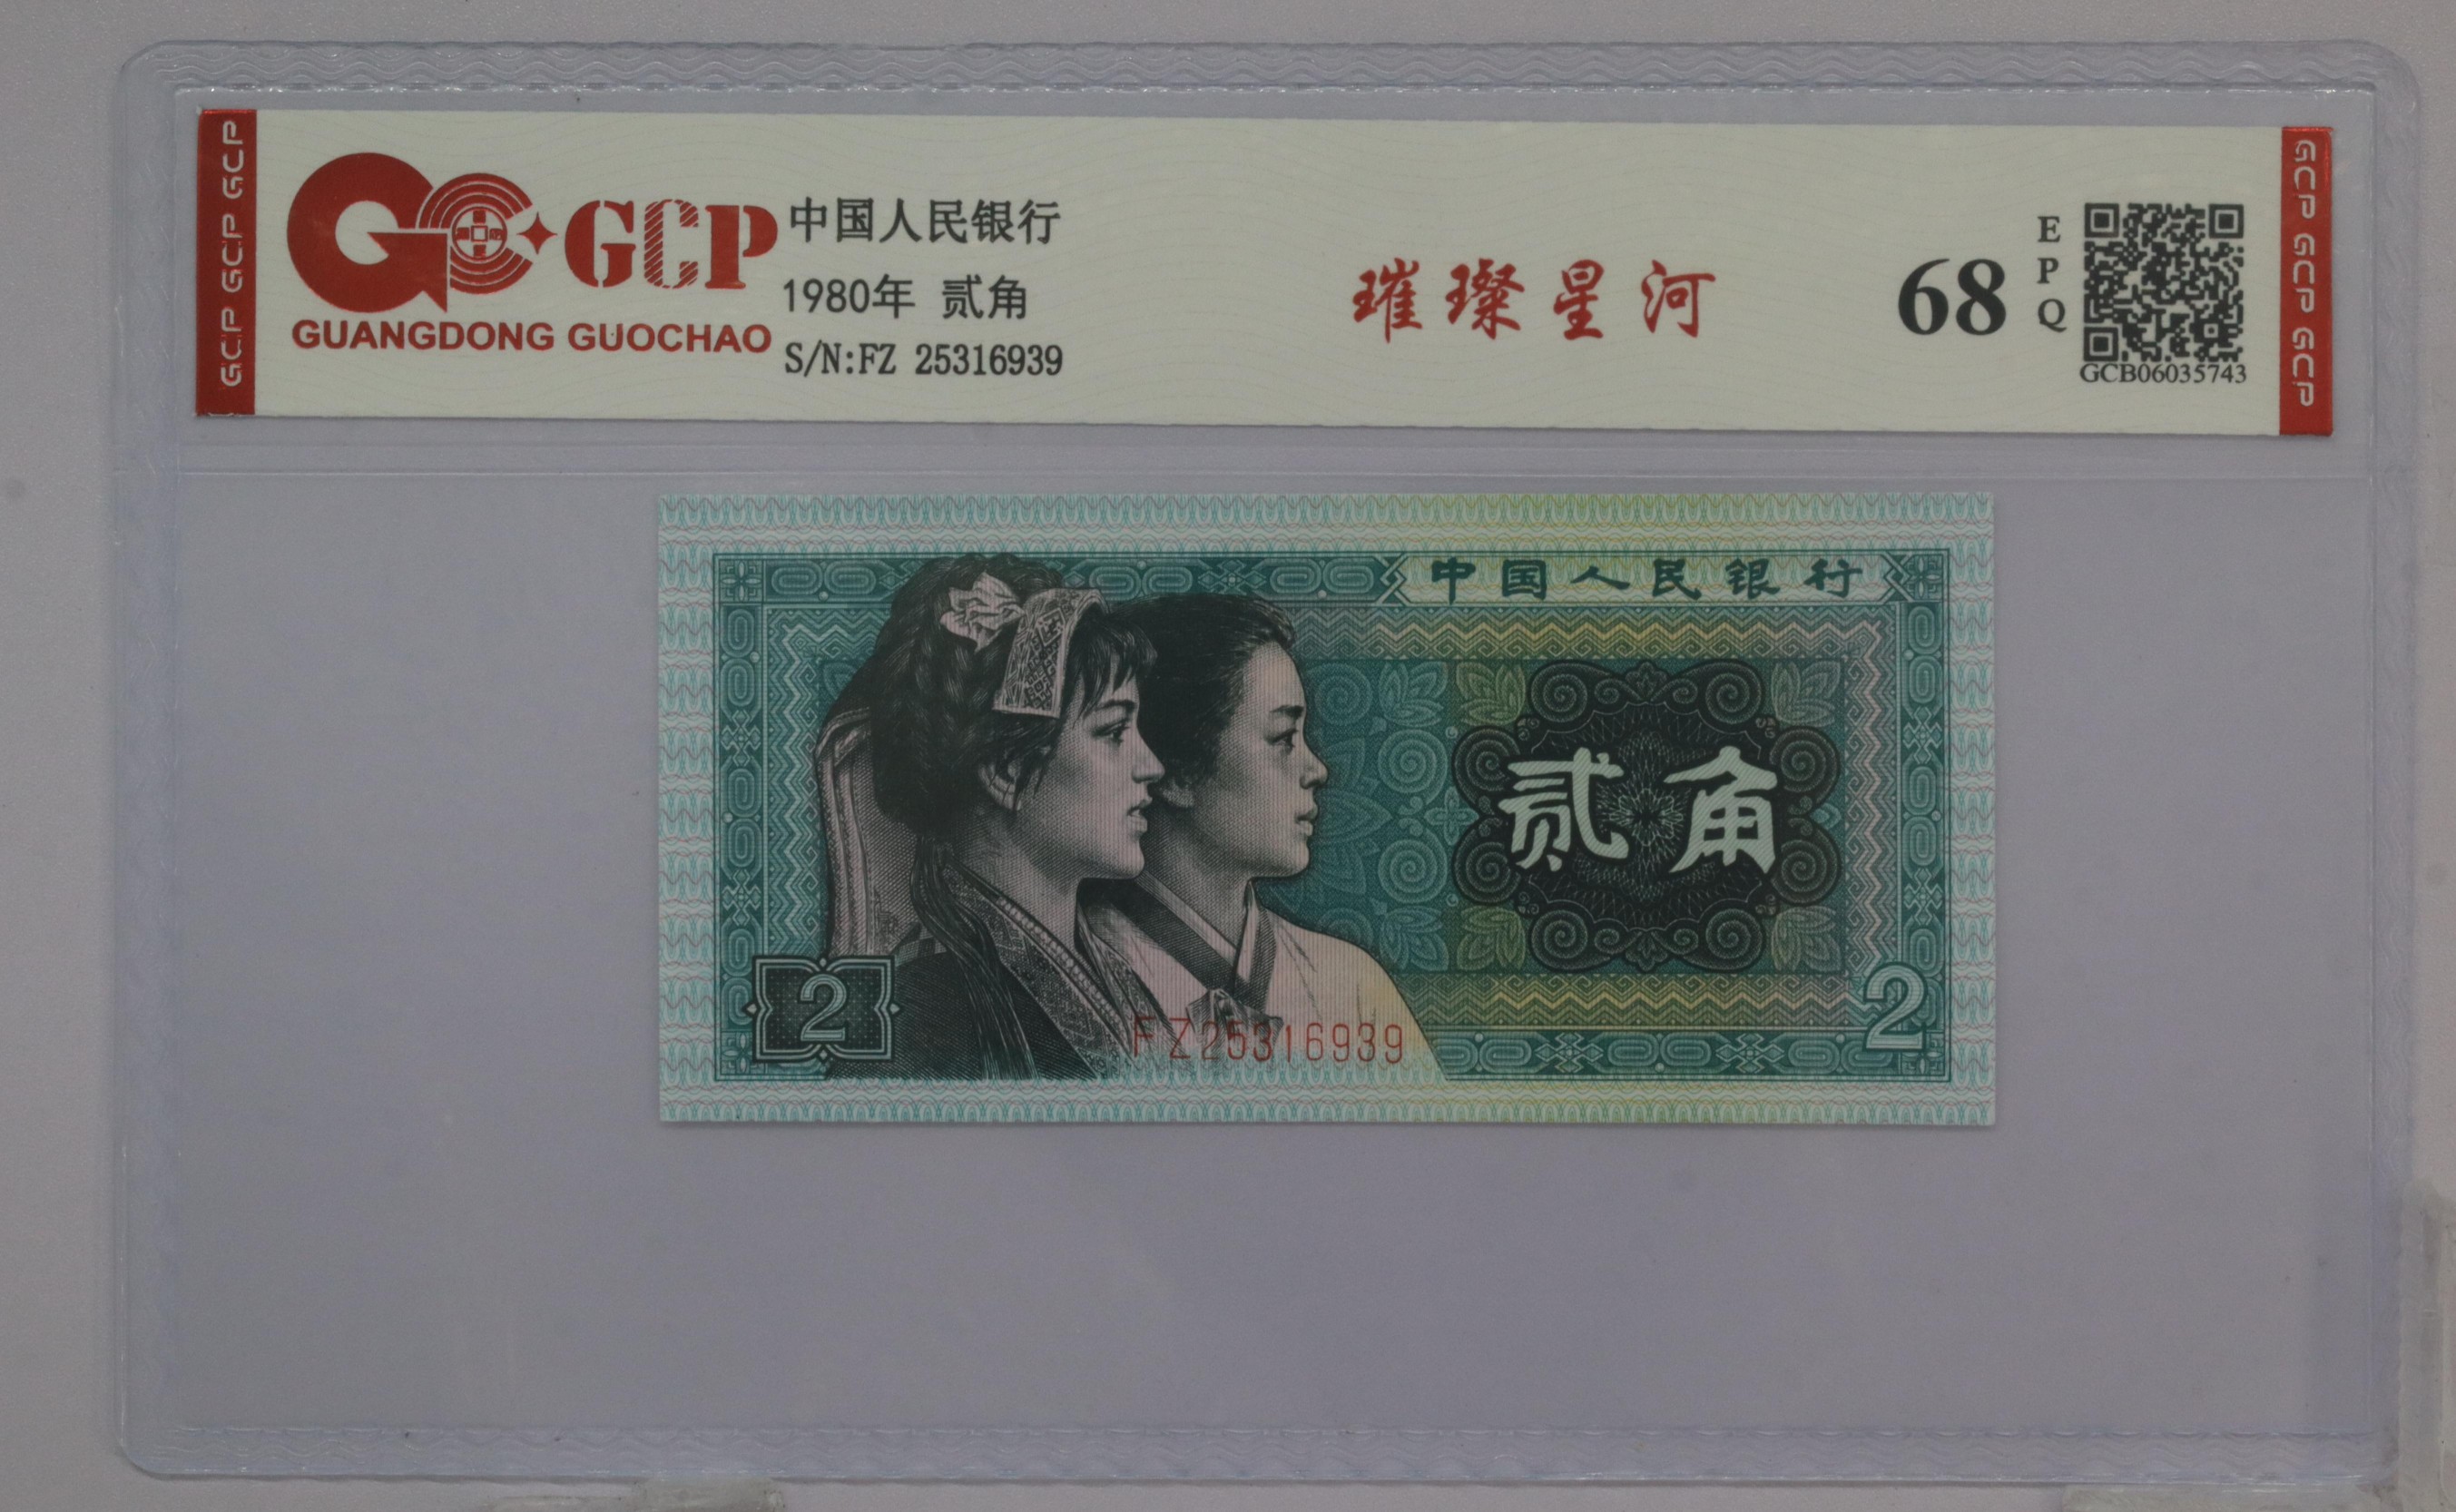 GCP GCP GCP
GCP
GUANGDONG GUOCHAO
中国人民银行
1980年 贰角
S/N:FZ 25316939
璀璨星河
68
EPQ
GCB06035743
GCP GCP GCP
中国人民银行
贰角
2
2
FZ25316939